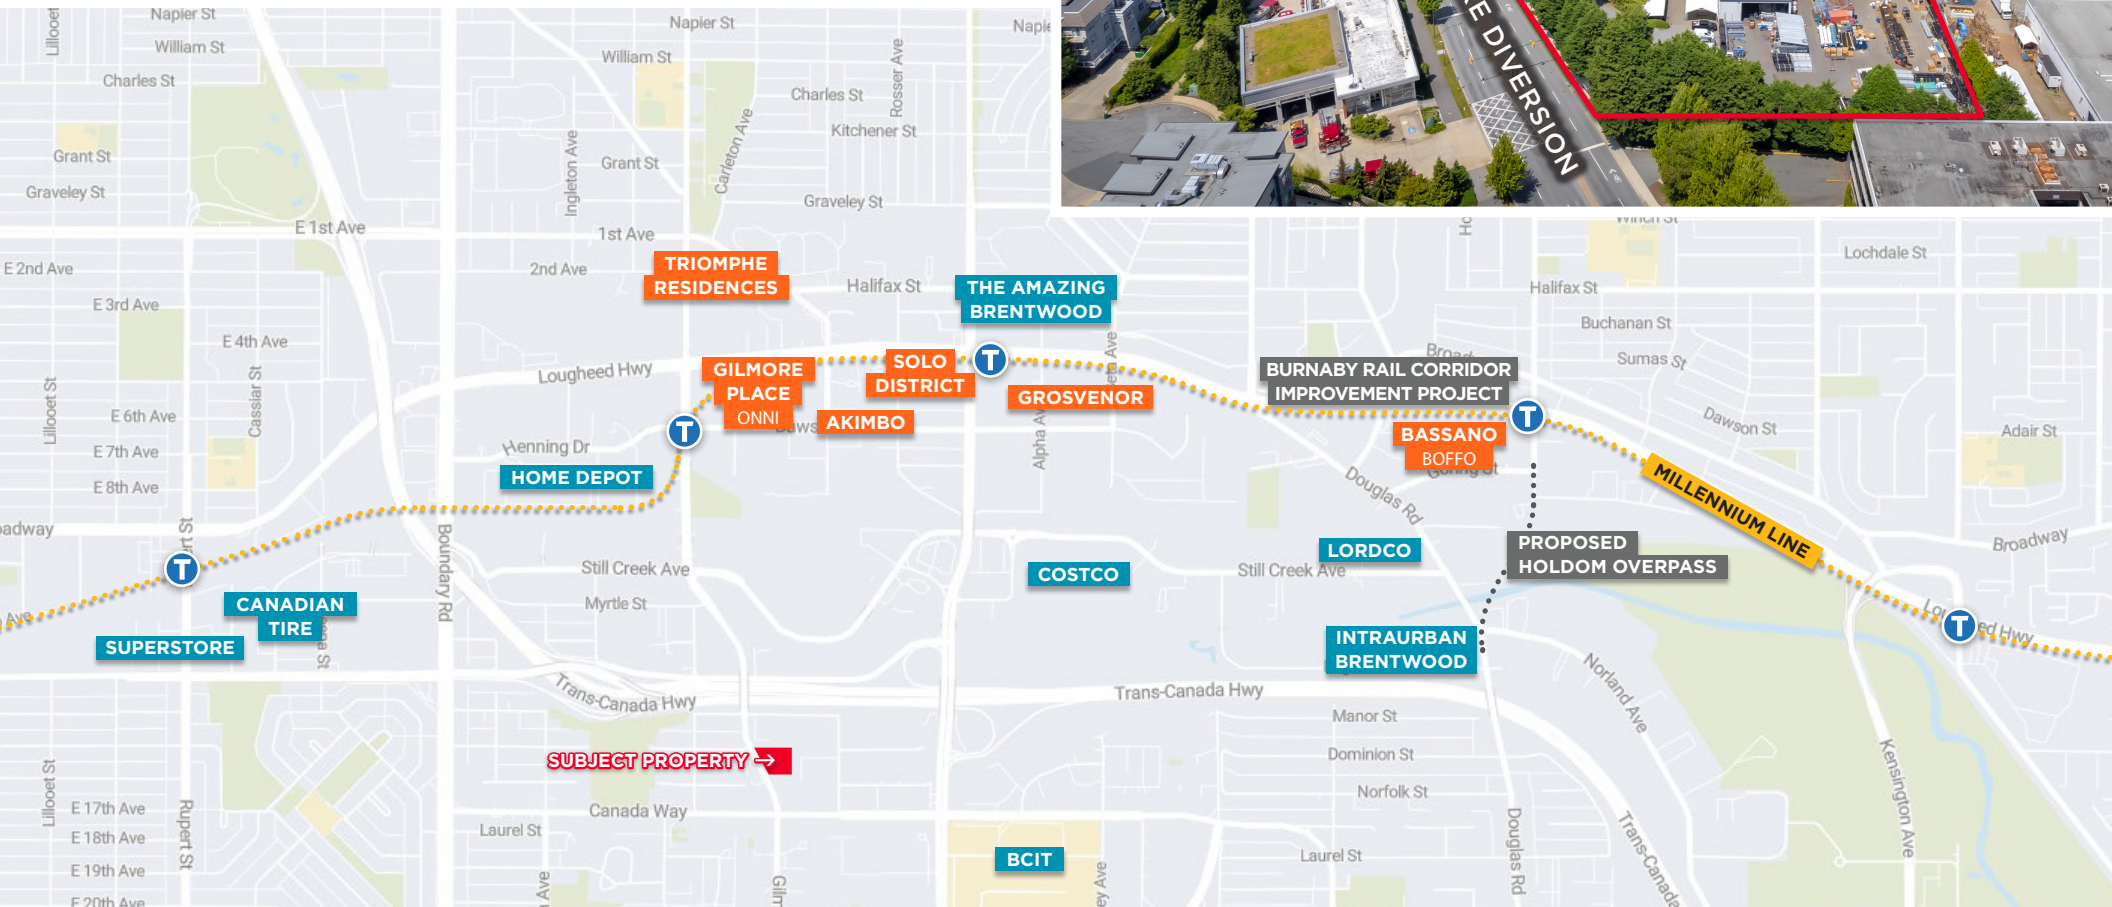 Napier St
Napier St
William St
William St
Charles St
Charles St
Rosser Ave
Kitchener St
Carleton Ave
Ingleton Ave
Grant St
Grant St
Graveley St
Graveley St
DIVERSION
E 1st Ave
1st Ave
E 2nd Ave
2nd Ave
TRIOMPHE
RESIDENCES
Halifax St
THE AMAZING
BRENTWOOD
Lochdale St
Halifax St
E 3rd Ave
Buchanan St
E 4th Ave
Sumas St
Lougheed Hwy
GILMORE
PLACE
ONNI
SOLO
DISTRICT
T
BURNABY RAIL CORRIDOR
IMPROVEMENT PROJECT
GROSVENOR
Lillooet St
Cassiar St
E 6th Ave
AKIMBO
T
T
BASSANO
BOFFO
Goring St
Dawson St
Adair St
Henning Dr
E 7th Ave
HOME DEPOT
E 8th Ave
Douglas Rd
MILLENNIUM LINE
Boundary Rd
PROPOSED
HOLDOM OVERPASS
Broadway
LORDCO
T
Still Creek Ave
COSTCO
Still Creek Ave
CANADIAN
TIRE
Myrtle St
T
SUPERSTORE
INTRAURBAN
BRENTWOOD
Norland Ave
Trans-Canada Hwy
Trans-Canada Hwy
Manor St
SUBJECT PROPERTY →
Dominion St
Kensington Ave
Lillooet St
Norfolk St
E 17th Ave
Rupert St
Canada Way
Laurel St
Douglas Rd
Trans-Canada
E 18th Ave
BCIT
Laurel St
E 19th Ave
E 20th Ave